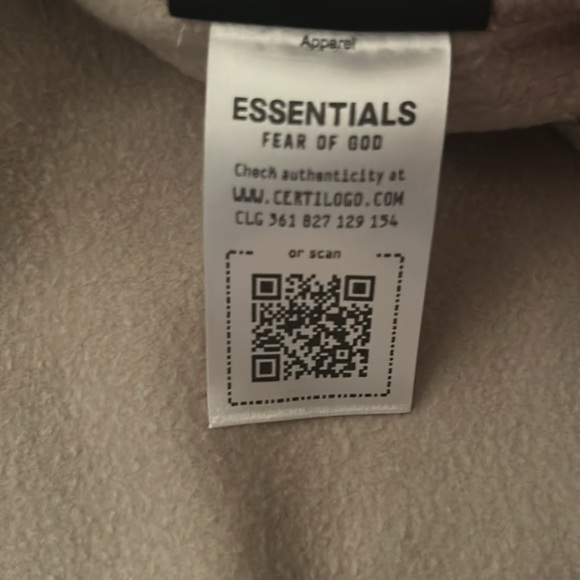 Apparel
ESSENTIALS
FEAR OF GOD
Check authenticity at
WWW.CERTILOGO.COM
CLG 361 827 129 154
or scan